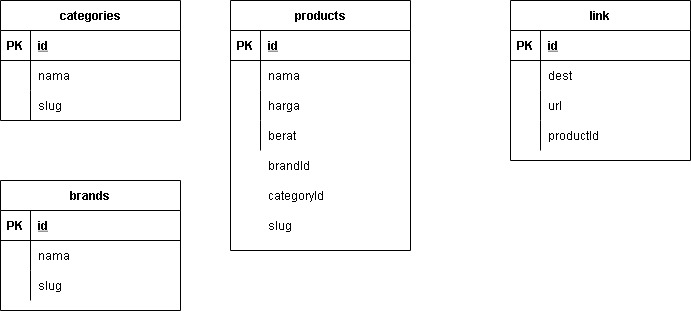 categories
PK id
nama
slug
brands
PK id
nama
slug
products
PK id
nama
harga
berat
brandId
categoryId
slug
link
PK id
dest
url
productId